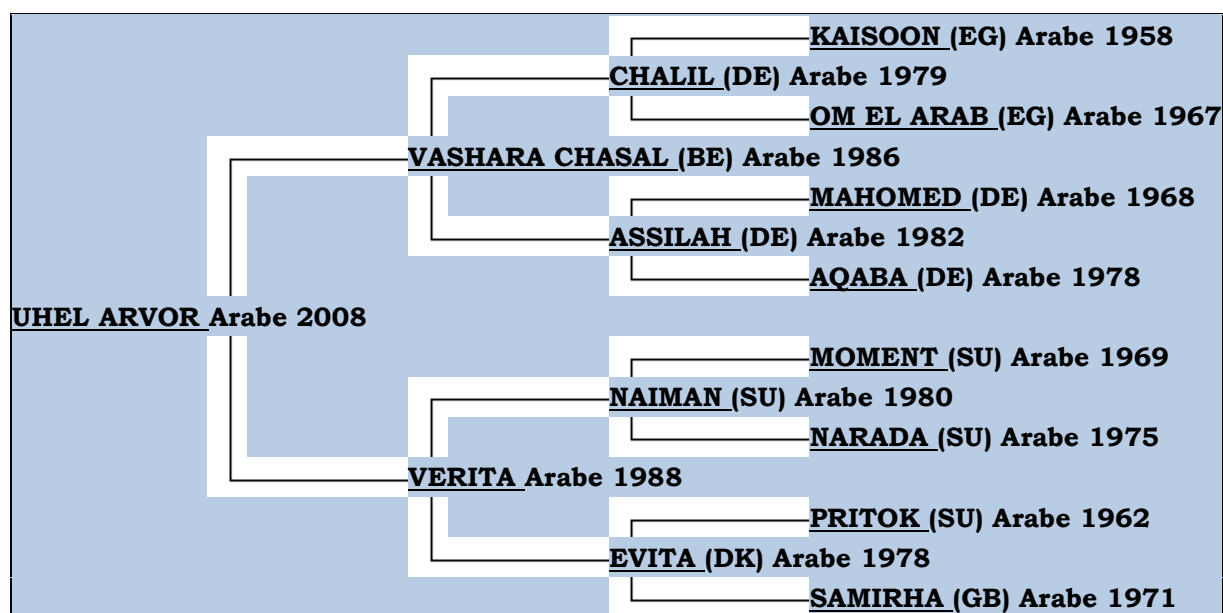 KAISOON (EG) Arabe 1958
CHALIL (DE) Arabe 1979
OM EL ARAB (EG) Arabe 1967
VASHARA CHASAL (BE) Arabe 1986
MAHOMED (DE) Arabe 1968
ASSILAH (DE) Arabe 1982
AQABA (DE) Arabe 1978
UHEL ARVOR Arabe 2008
MOMENT (SU) Arabe 1969
NAIMAN (SU) Arabe 1980
NARADA (SU) Arabe 1975
VERITA Arabe 1988
PRITOK (SU) Arabe 1962
EVITA (DK) Arabe 1978
SAMIRHA (GB) Arabe 1971